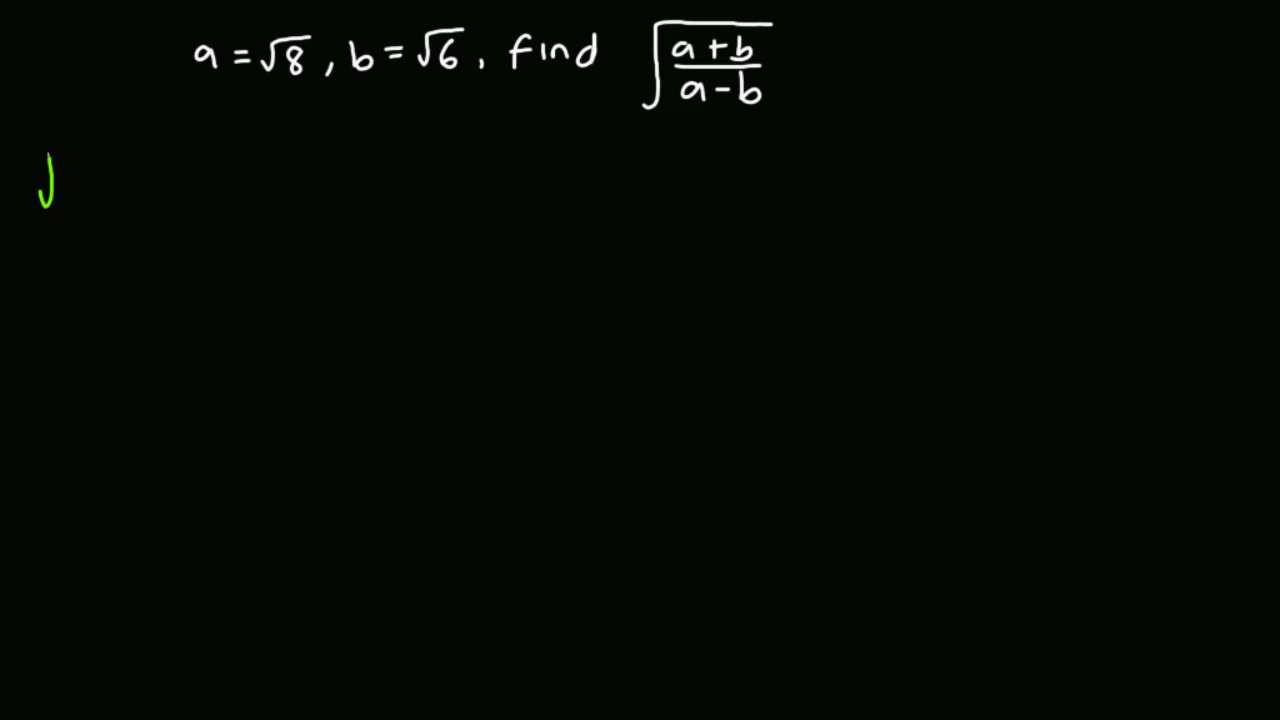 a = √8 , b = √6 . find √((a + b)/(a - b))